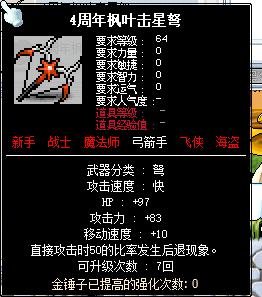 4周年枫叶击星弩
要求等级 : 64
要求力量 : 0
要求敏捷 : 0
要求智力 : 0
要求运气 : 0
要求人气度 : -
道具等级 : -
道具经验值 : -
新手 战士 魔法师 弓箭手 飞侠 海盗
武器分类 : 弩
攻击速度 : 快
HP : +97
攻击力 : +83
移动速度 : +10
直接攻击时50的比率发生后退现象。
可升级次数 : 7回
金锤子已提高的强化次数: 0